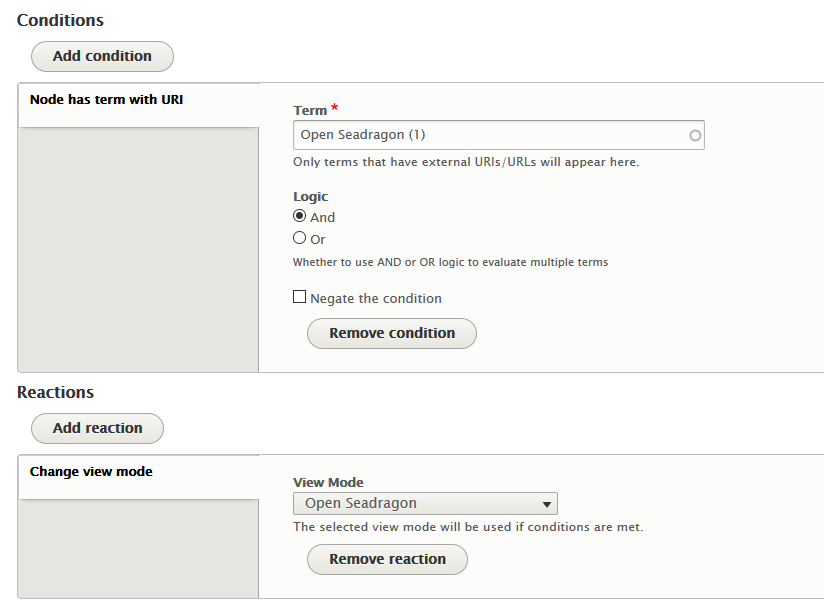 Conditions
Add condition
Node has term with URI
Term *
Open Seadragon (1)
Only terms that have external URIs/URLs will appear here.
Logic
And
Or
Whether to use AND or OR logic to evaluate multiple terms
Negate the condition
Remove condition
Reactions
Add reaction
Change view mode
View Mode
Open Seadragon
The selected view mode will be used if conditions are met.
Remove reaction